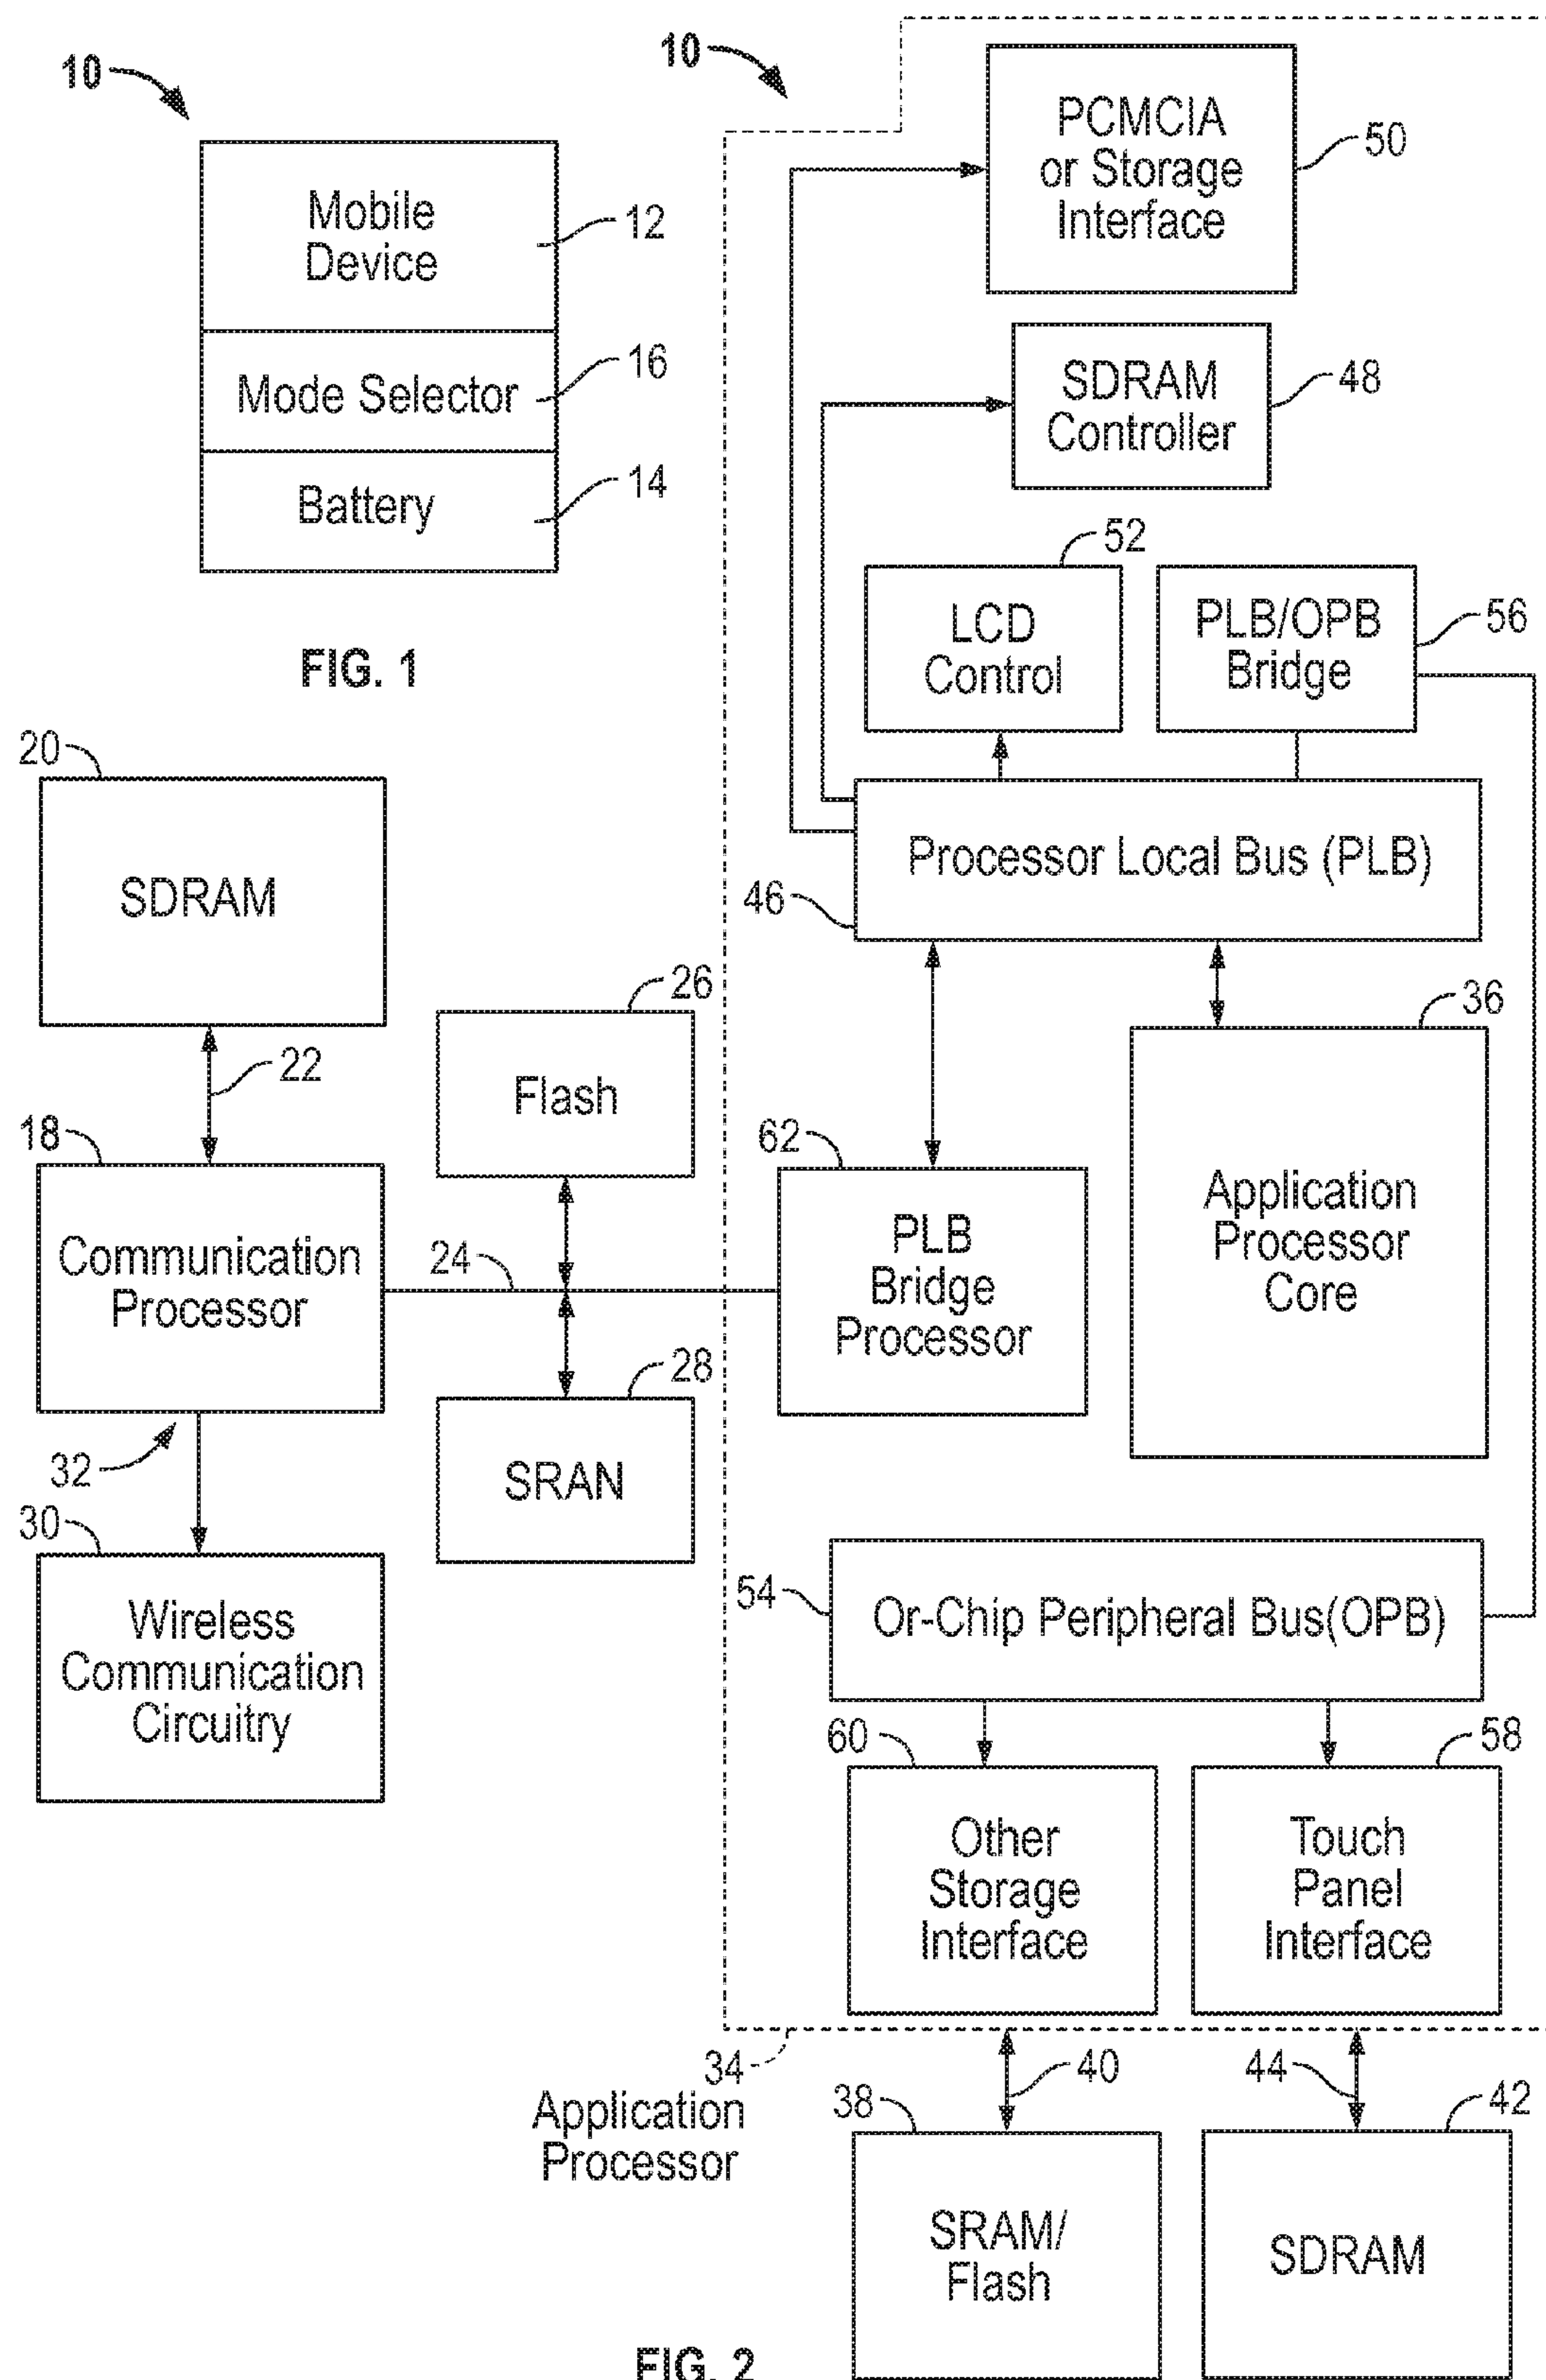 10
Mobile
Device
12
Mode Selector
16
Battery
14
FIG. 1
10
PCMCIA
or Storage
Interface
50
SDRAM
Controller
48
52
LCD
Control
PLB/OPB
Bridge
56
Processor Local Bus (PLB)
46
20
SDRAM
22
26
Flash
18
Communication
Processor
24
62
PLB
Bridge
Processor
36
Application
Processor
Core
28
SRAN
32
30
Wireless
Communication
Circuitry
54
Or-Chip Peripheral Bus(OPB)
60
Other
Storage
Interface
58
Touch
Panel
Interface
34
Application
Processor
40
44
38
SRAM/
Flash
42
SDRAM
FIG. 2